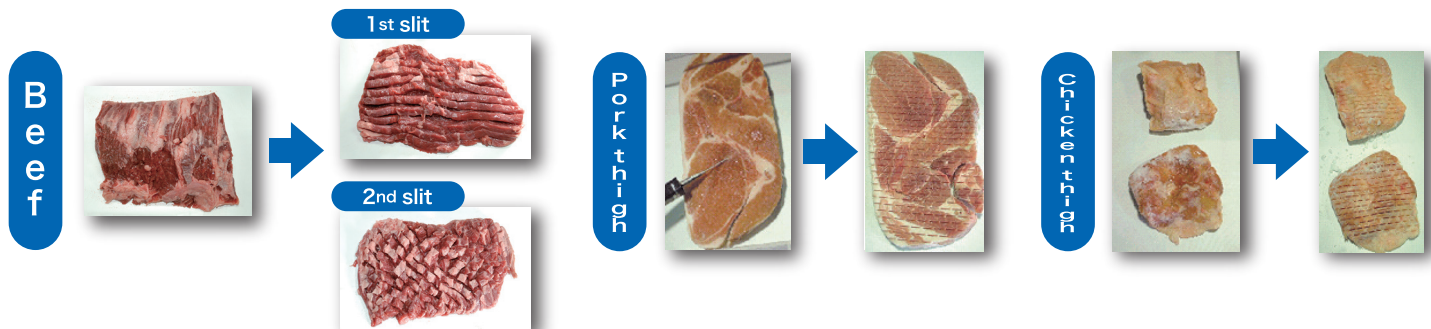 Beef
1st slit
2nd slit
Pork thigh
Chicken thigh